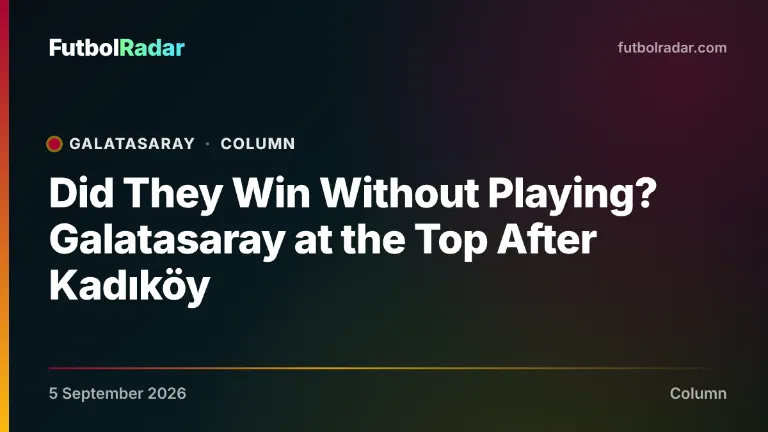 FutbolRadar
futbolradar.com
GALATASARAY · COLUMN
Did They Win Without Playing?
Galatasaray at the Top After
Kadıköy
5 September 2026
Column